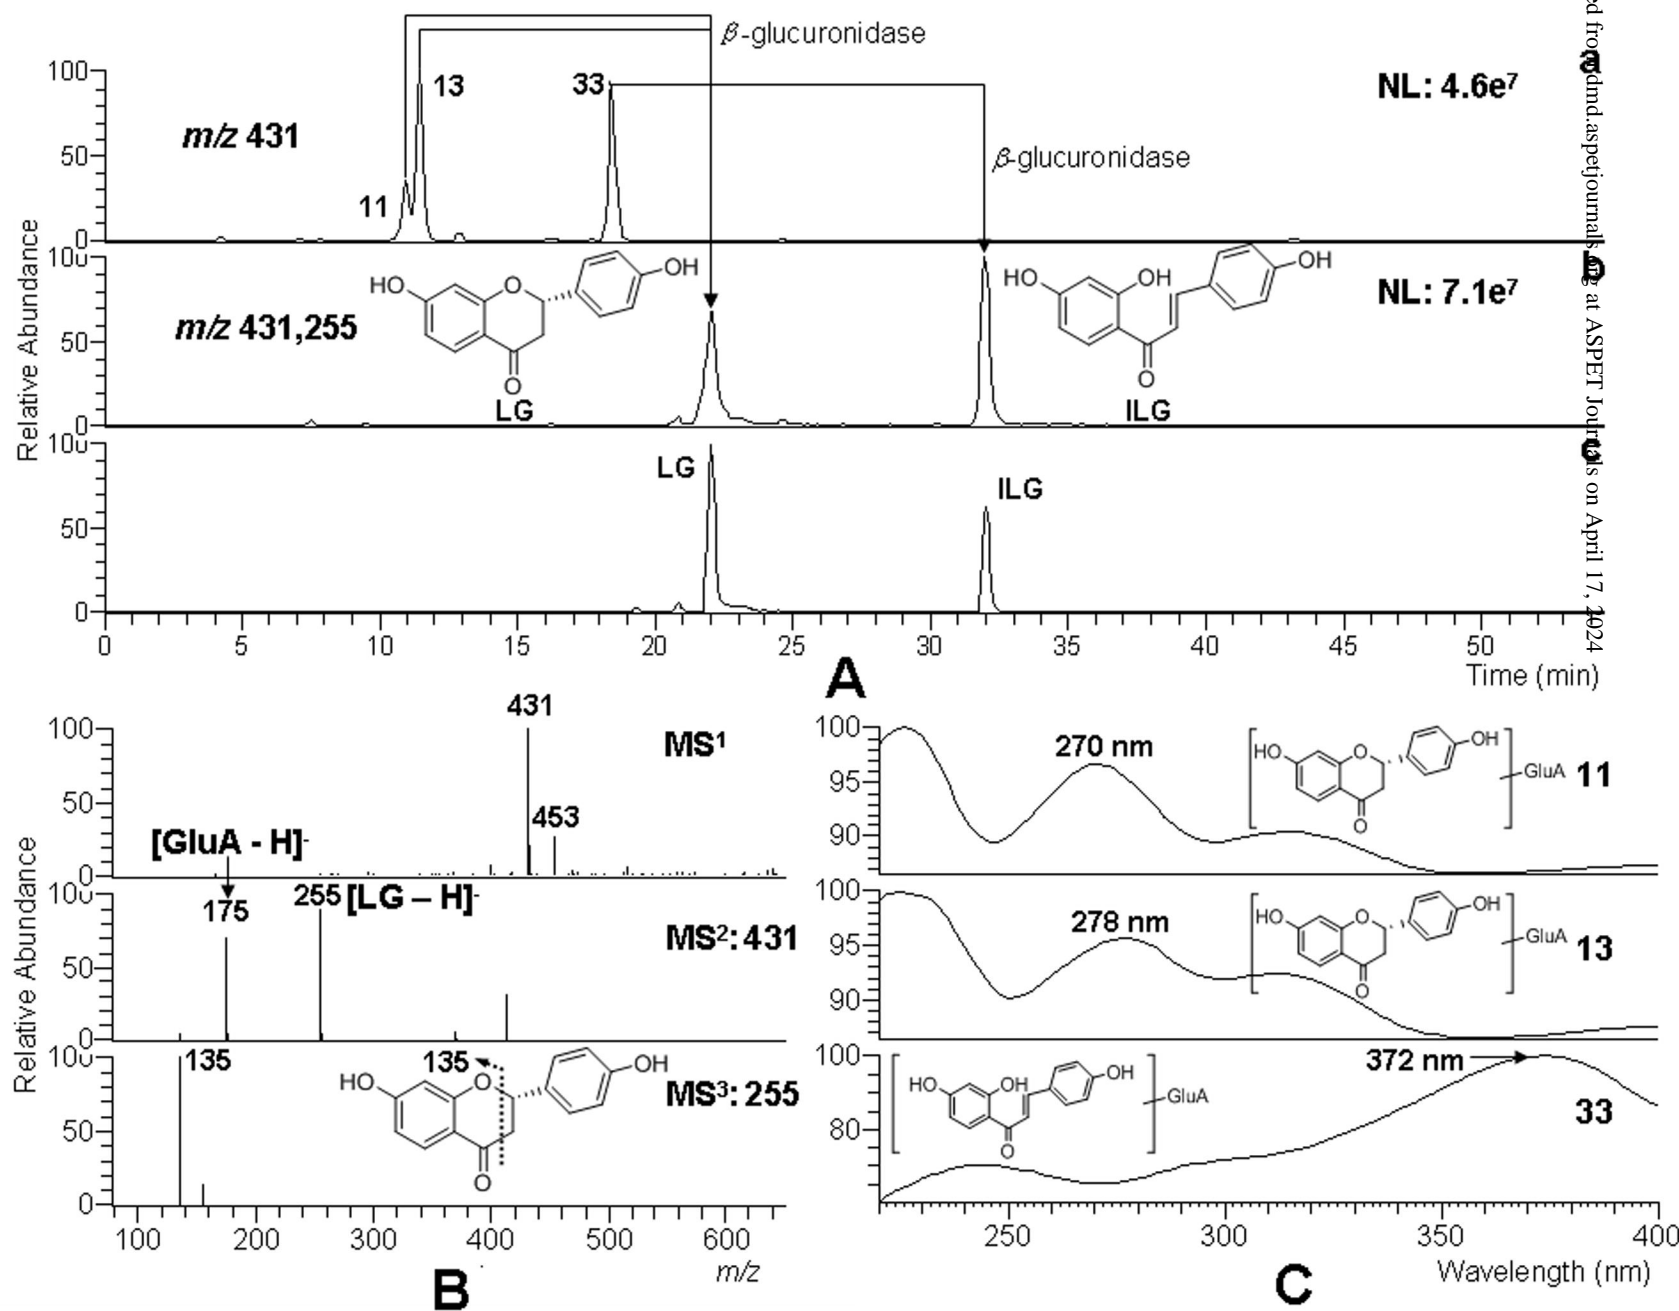 β-glucuronidase
100
13
33
a
NL: 4.6e7
m/z 431
β-glucuronidase
50
11
0
100
b
HO
O
OH
HO
OH
OH
NL: 7.1e7
m/z 431,255
50
O
O
LG
ILG
0
100
c
LG
ILG
50
0
0 5 10 15 20 25 30 35 40 45 50
Time (min)
Relative Abundance
A
ed from dmd.aspetjournals.org at ASPET Journals on April 17, 2024
431
100
MS1
50
453
[GluA - H]-
0
100
175
255 [LG – H]-
MS2: 431
50
0
100
135
135
HO
O
OH
MS3: 255
50
O
0
100 200 300 400 500 600
m/z
Relative Abundance
B
100
270 nm
HO
O
OH
95
GluA 11
90
O
100
278 nm
HO
O
OH
95
GluA 13
90
O
100
372 nm
HO
OH
OH
GluA
33
80
O
250 300 350 400
Wavelength (nm)
C